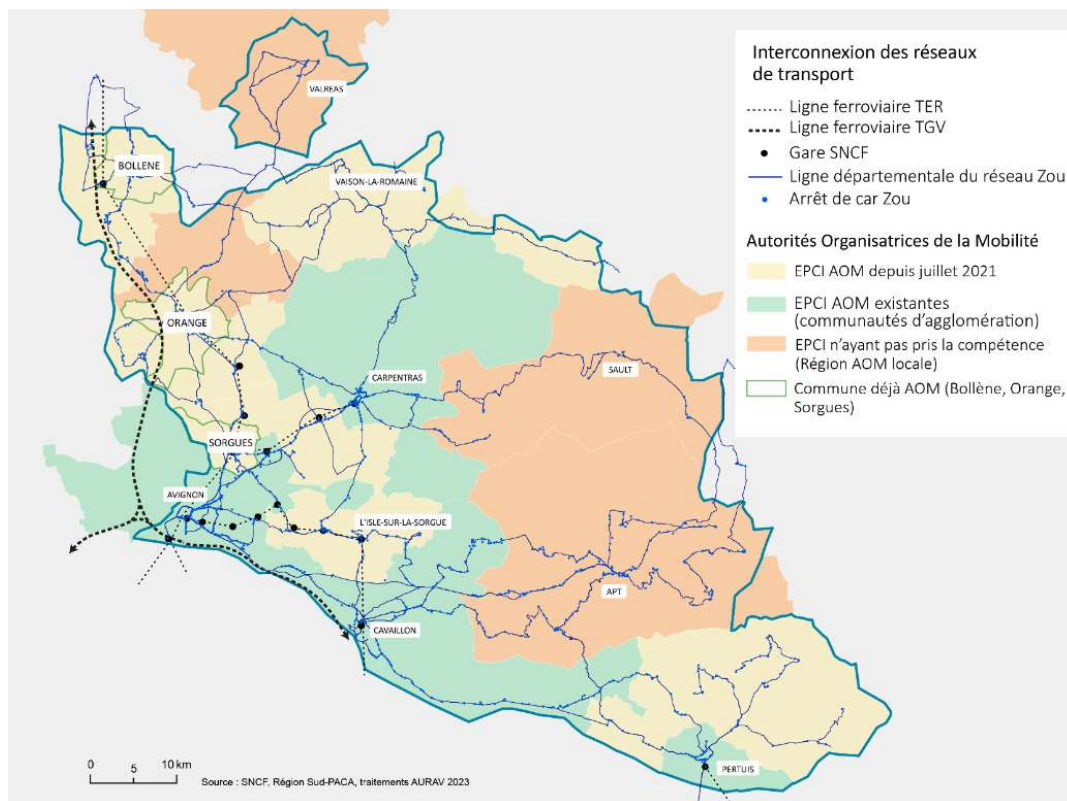 Interconnexion des réseaux
de transport
Ligne ferroviaire TER
Ligne ferroviaire TGV
Gare SNCF
Ligne départementale du réseau Zou
Arrêt de car Zou
Autorités Organisatrices de la Mobilité
EPCI AOM depuis juillet 2021
EPCI AOM existantes
(communautés d'agglomération)
EPCI n'ayant pas pris la compétence
(Région AOM locale)
Commune déjà AOM (Bollène, Orange,
Sorgues)
VALREAS
BOLLENE
VAISON-LA-ROMAINE
ORANGE
SAULT
CARPENTRAS
SORGUES
AVIGNON
L'ISLE-SUR-LA-SORGUE
APT
CAVAILLON
PERTUIS
0 5 10 km
Source : SNCF, Région Sud-PACA, traitements AURAV 2023